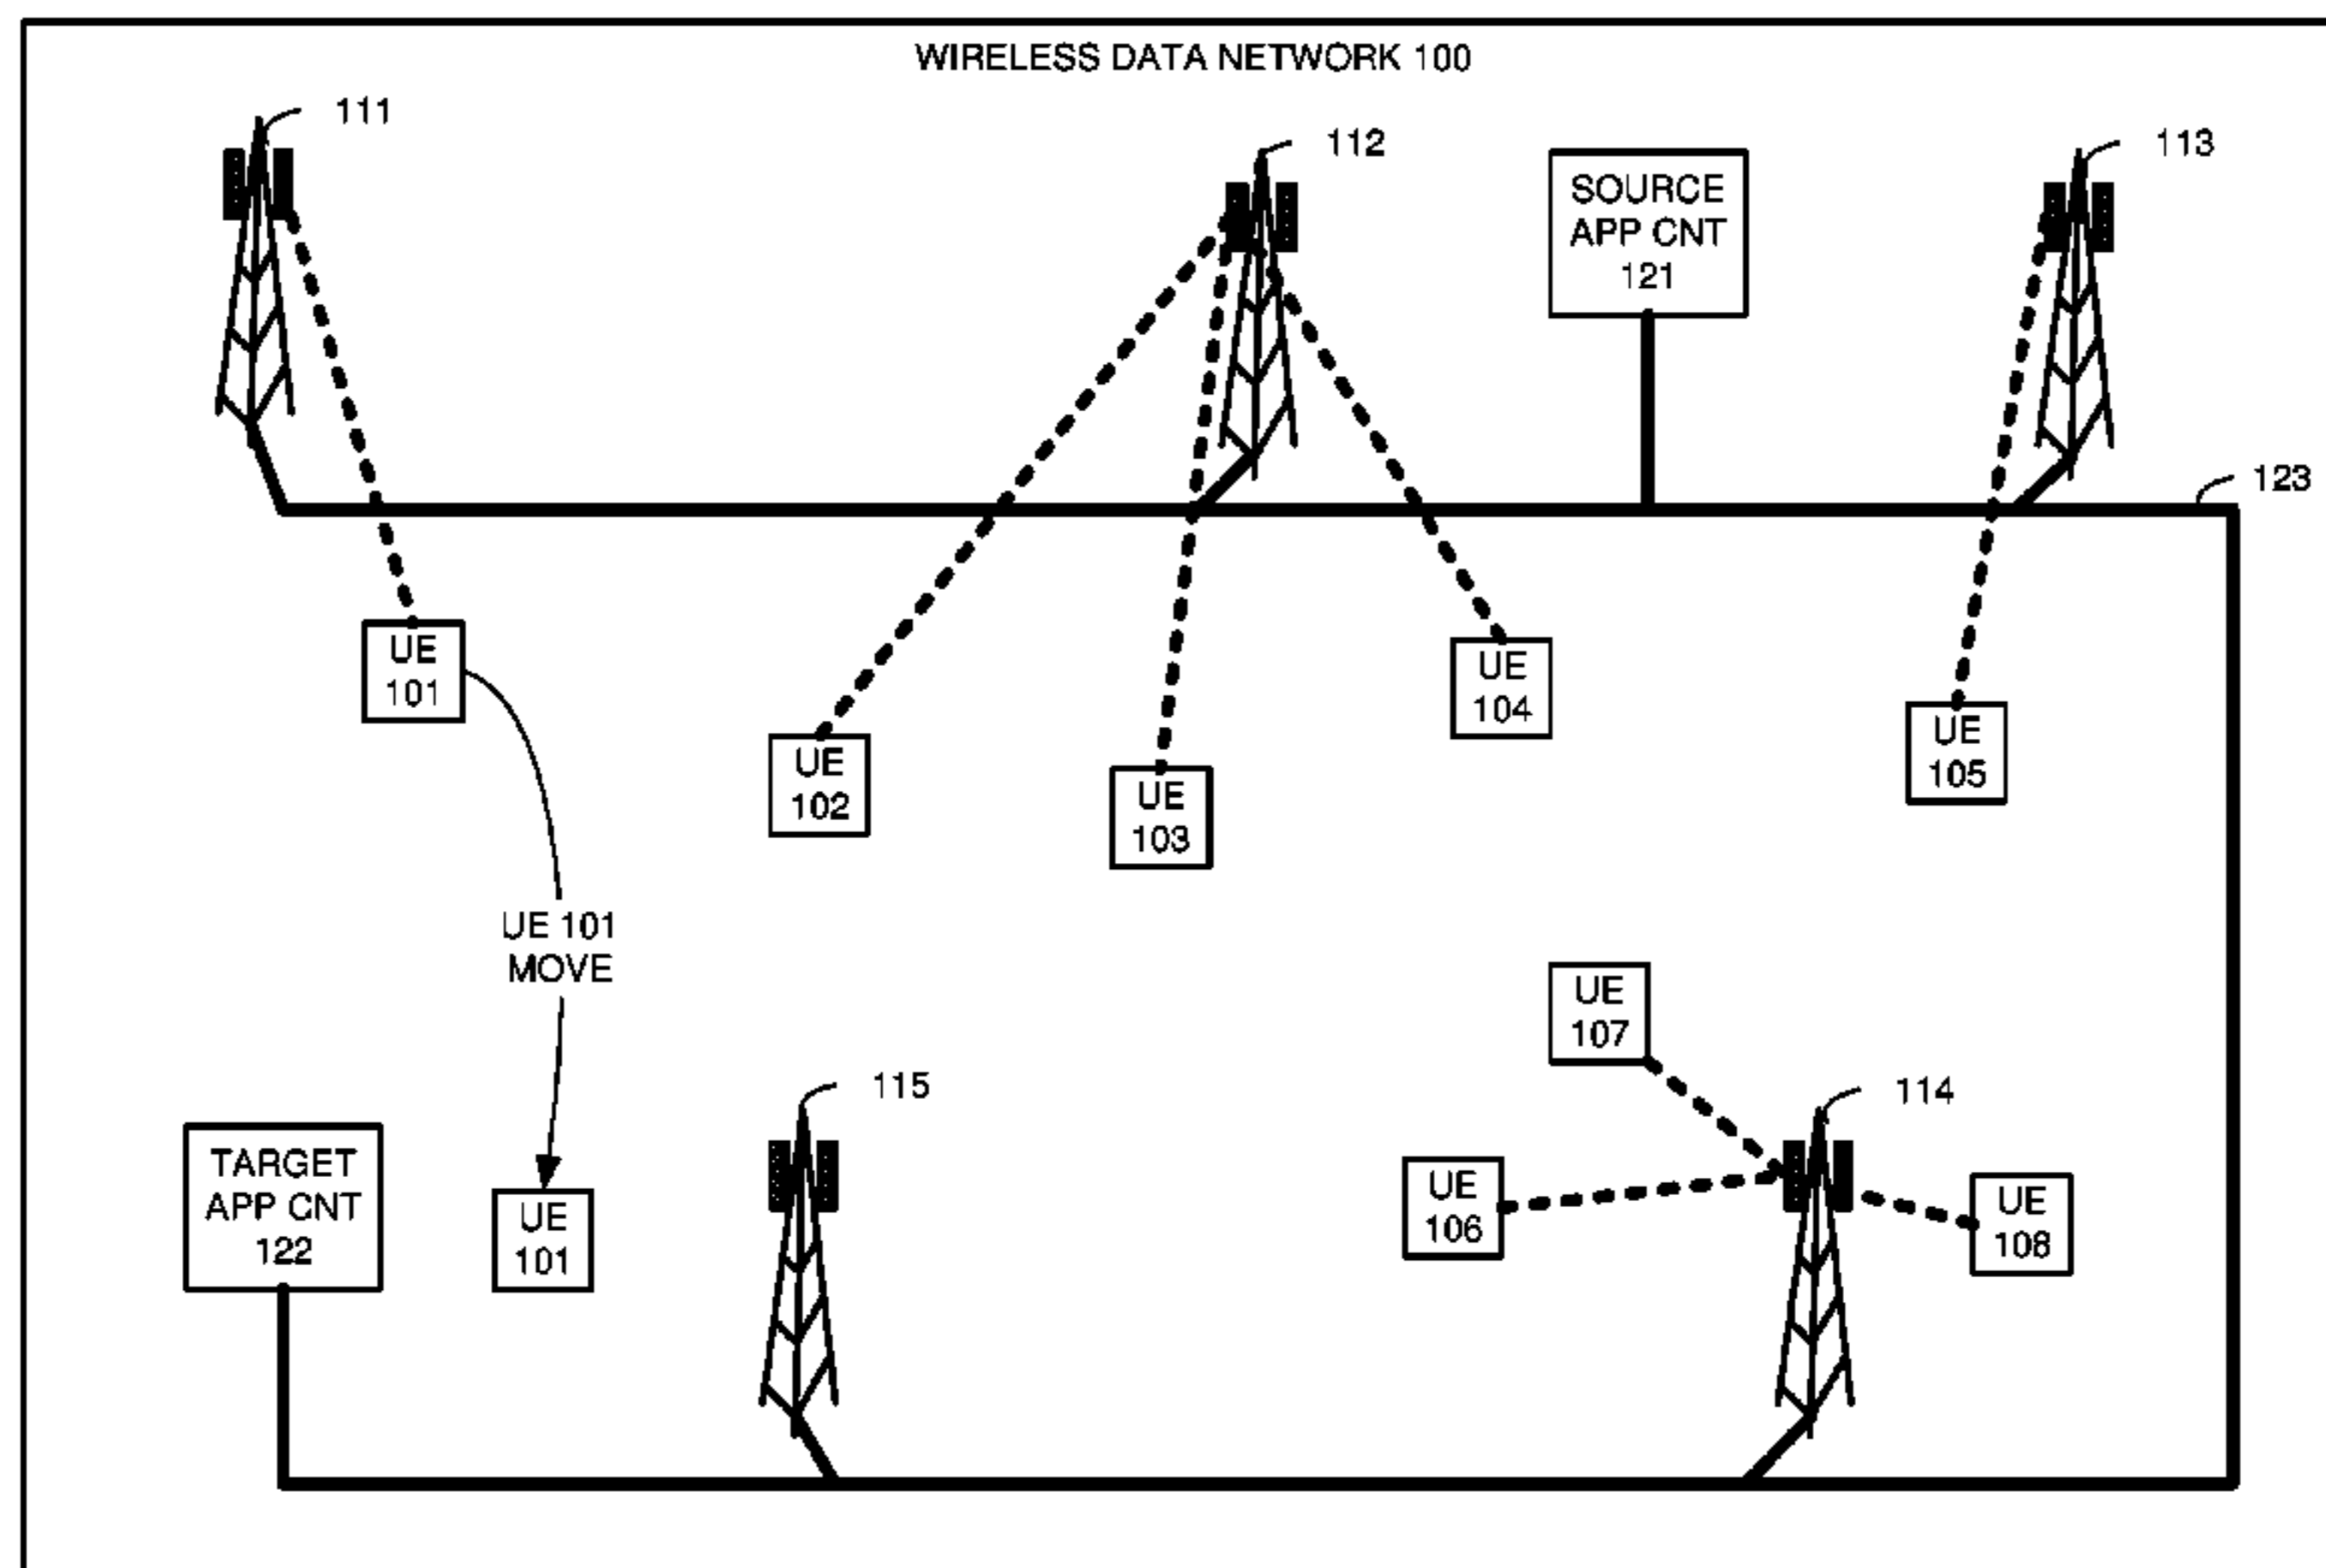 WIRELESS DATA NETWORK 100
111
112
113
SOURCE
APP CNT
121
123
UE
101
UE
104
UE
102
UE
103
UE
105
UE 101
MOVE
UE
107
115
114
TARGET
APP CNT
122
UE
101
UE
106
UE
108